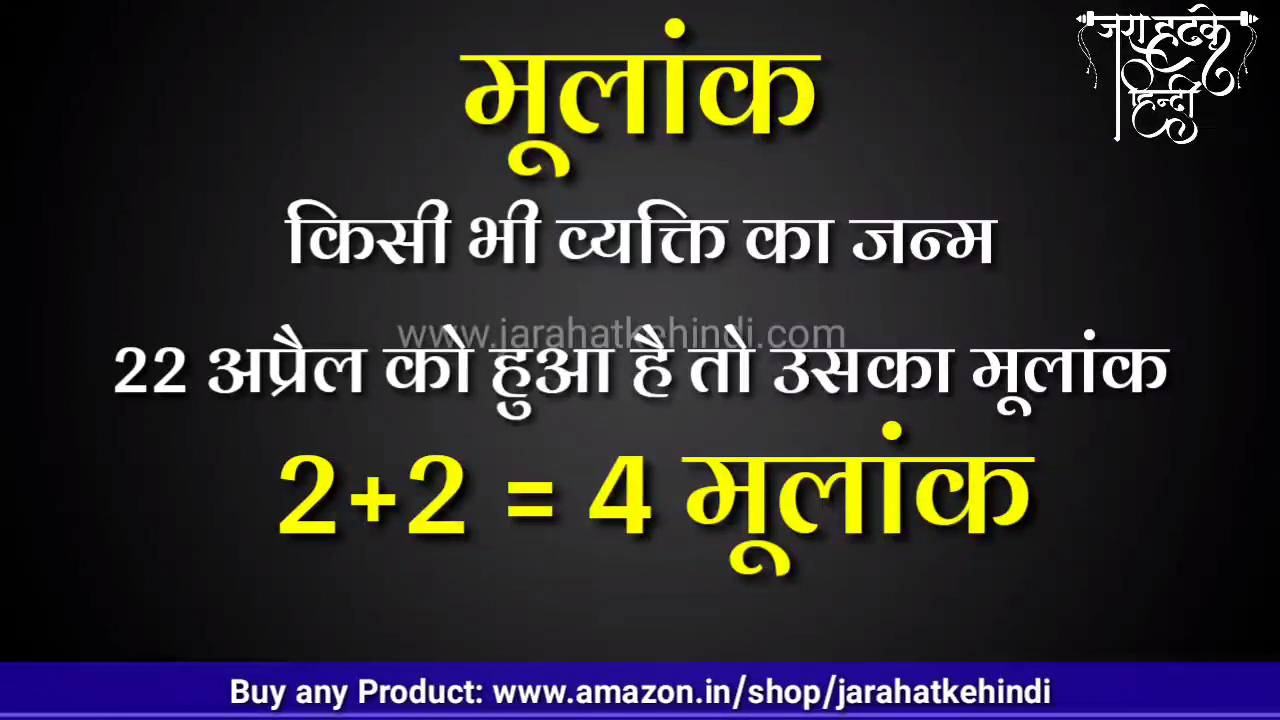 जरा हटके
हिन्दी
मूलांक
किसी भी व्यक्ति का जन्म
www.jarahatkehindi.com
22 अप्रैल को हुआ है तो उसका मूलांक
2+2 = 4 मूलांक
Buy any Product: www.amazon.in/shop/jarahatkehindi